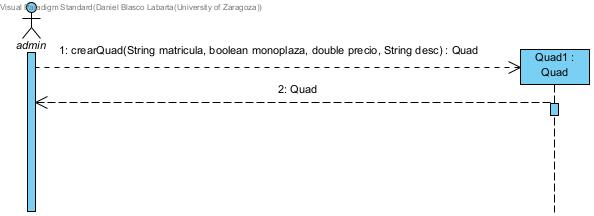 Visual Paradigm Standard(Daniel Blasco Labarta(University of Zaragoza))
admin
1: crearQuad(String matricula, boolean monoplaza, double precio, String desc) : Quad
Quad1 :
Quad
2: Quad